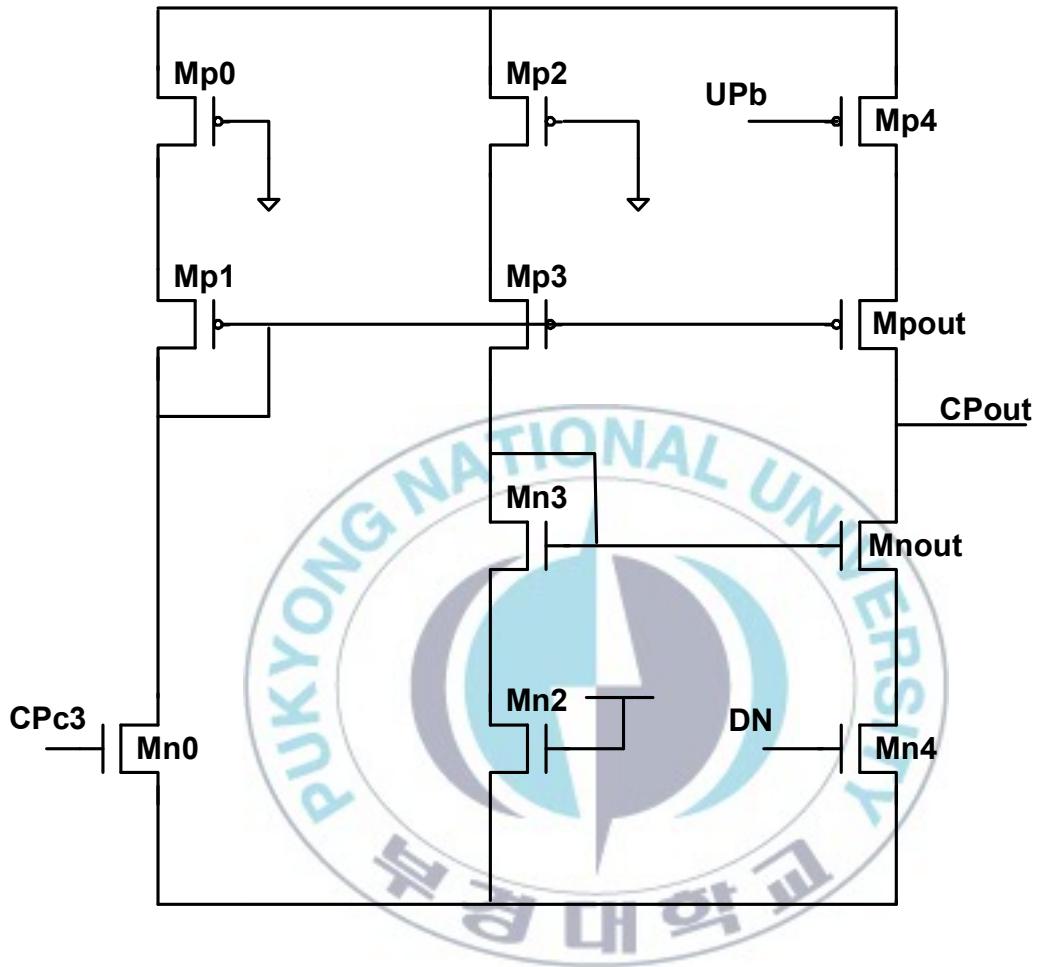 Mp0
Mp2
UPb
Mp4
Mp1
Mp3
Mpout
CPout
Mn3
Mnout
CPc3
Mn0
Mn2
DN
Mn4
PUKYONG NATIONAL UNIVERSITY
부경대학교